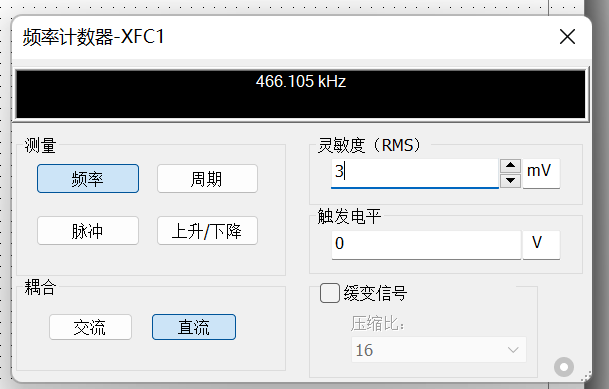 频率计数器-XFC1
466.105 kHz
测量
频率 周期
脉冲 上升/下降
耦合
交流 直流
灵敏度（RMS）
3 mV
触发电平
0 V
缓变信号
压缩比：
16